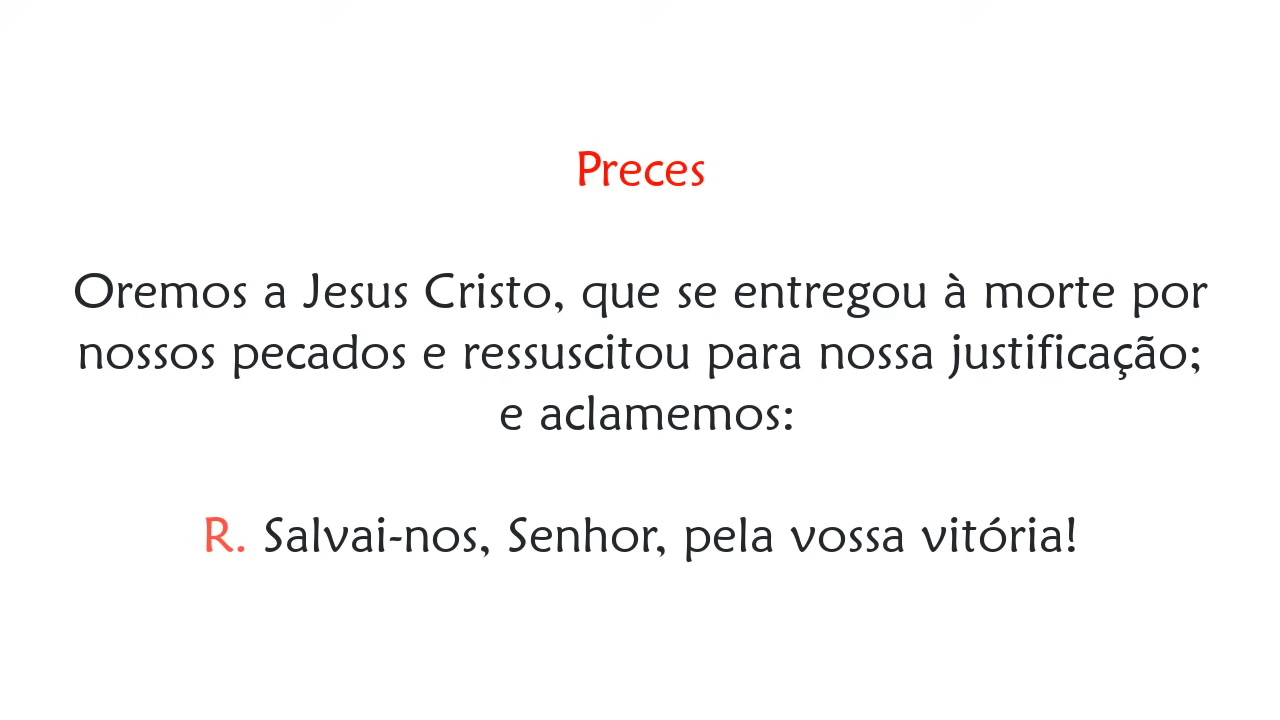 Preces
Oremos a Jesus Cristo, que se entregou à morte por
nossos pecados e ressuscitou para nossa justificação;
e aclamemos:
R. Salvai-nos, Senhor, pela vossa vitória!